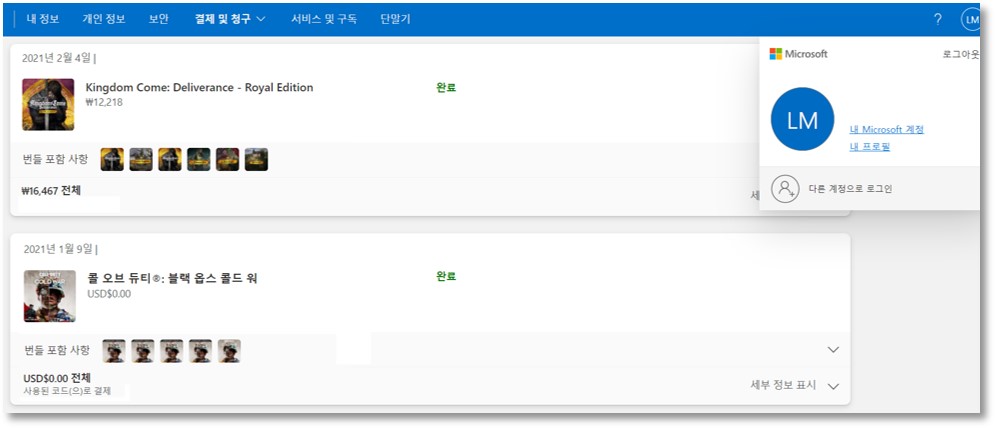 내 정보
개인 정보
보안
결제 및 청구
서비스 및 구독
단말기
?
LM
2021년 2월 4일 |
Kingdom Come: Deliverance - Royal Edition
₩12,218
완료
번들 포함 사항
₩16,467 전체
세
Microsoft
로그아웃
LM
내 Microsoft 계정
내 프로필
다른 계정으로 로그인
2021년 1월 9일 |
콜 오브 듀티®: 블랙 옵스 콜드 워
USD$0.00
완료
번들 포함 사항
USD$0.00 전체
사용된 코드(으)로 결제
세부 정보 표시